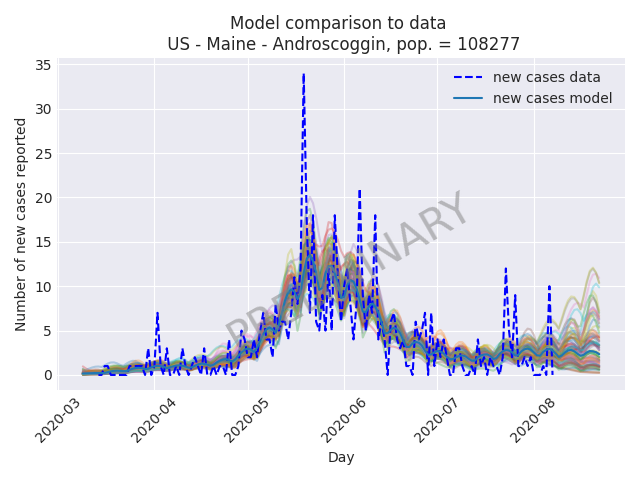 Model comparison to data
US - Maine - Androscoggin, pop. = 108277
new cases data
new cases model
PRELIMINARY
Number of new cases reported
35
30
25
20
15
10
5
0
2020-03
2020-04
2020-05
2020-06
2020-07
2020-08
Day